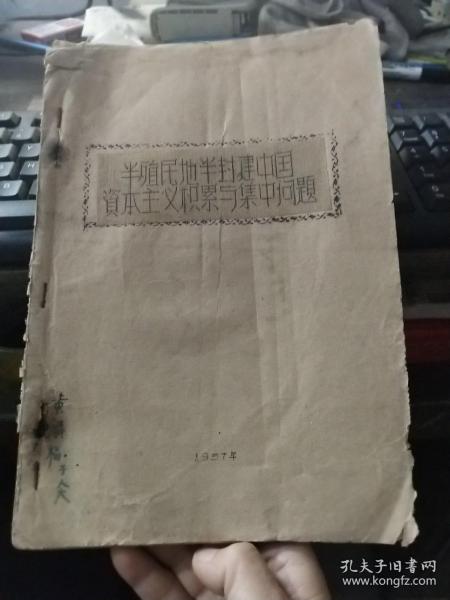 半殖民地半封建中国
資本主义积累与集中问题
1957年
孔夫子旧书网
www.kongfz.com